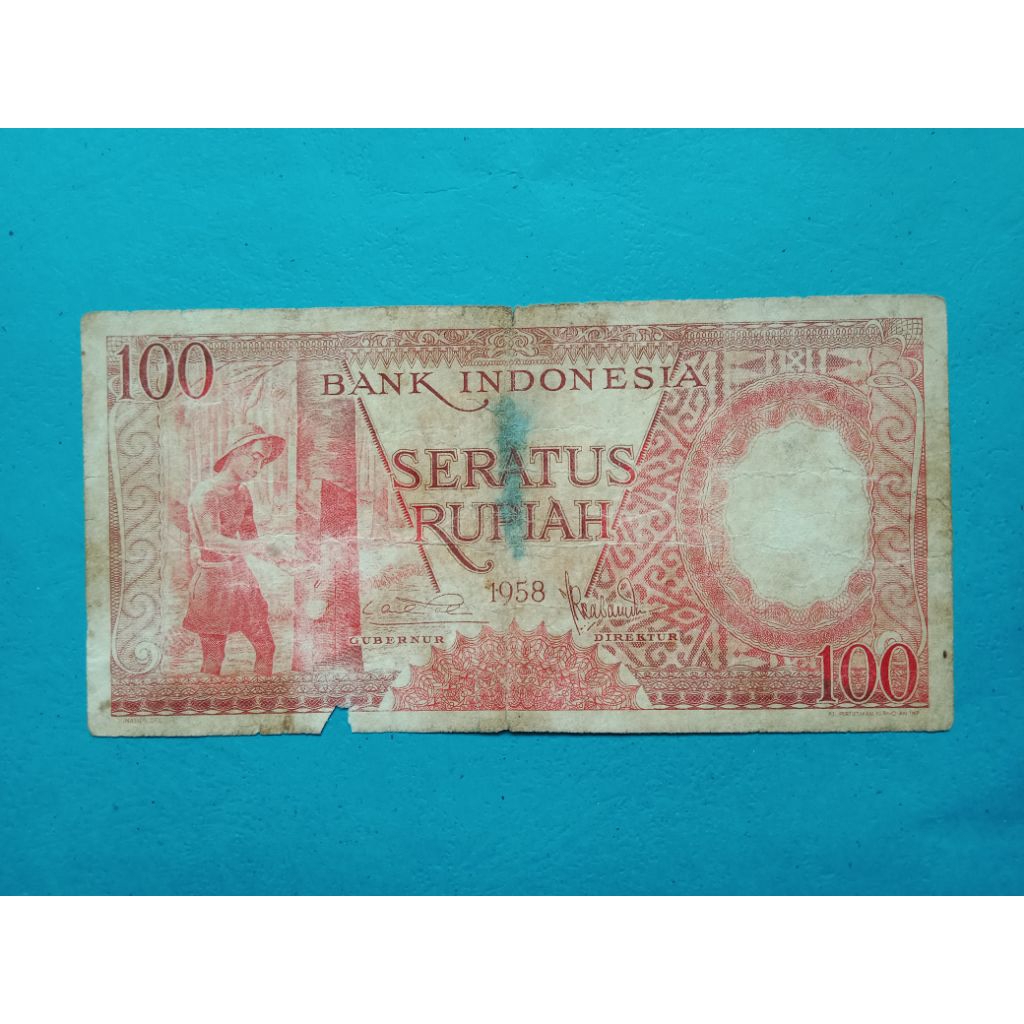 100
BANK INDONESIA
SERATUS
RUPIAH
1958
GUBERNUR
DIREKTUR
100